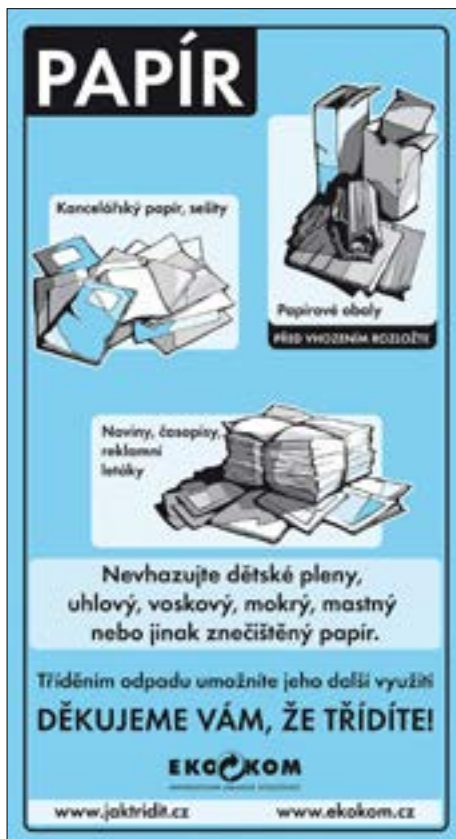 PAPÍR
Kancelářský papír, sešity
Papírové obaly
PŘED VHOZENÍM ROZLOŽTE
Noviny, časopisy,
reklamní
letáky
Nevhazujte dětské pleny,
uhlový, voskový, mokrý, mastný
nebo jinak znečištěný papír.
Tříděním odpadu umožníte jeho další využití
DĚKUJEME VÁM, ŽE TŘÍDÍTE!
EKO KOM
www.jaktridit.cz www.ekokom.cz